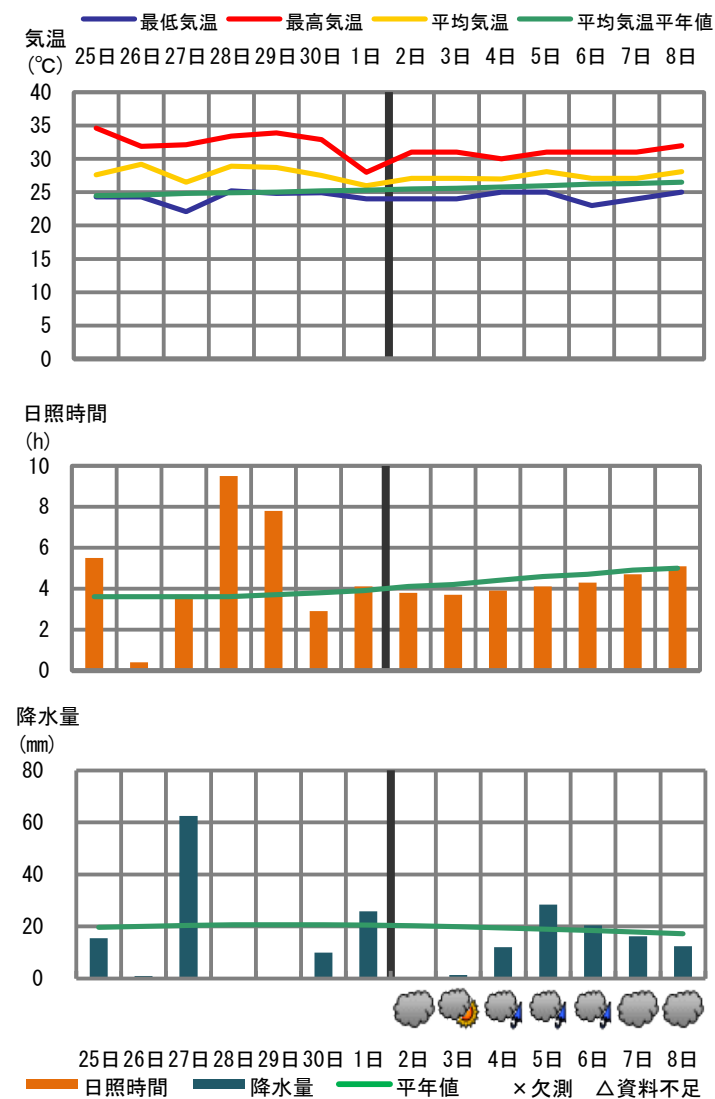 最低気温 最高気温 平均気温 平均気温平年値
気温
(℃)
25日 26日 27日 28日 29日 30日 1日 2日 3日 4日 5日 6日 7日 8日
40
35
30
25
20
15
10
5
0
日照時間
(h)
10
8
6
4
2
0
降水量
(㎜)
80
60
40
20
0
25日 26日 27日 28日 29日 30日 1日 2日 3日 4日 5日 6日 7日 8日
日照時間 降水量 平年値 ×欠測 △資料不足